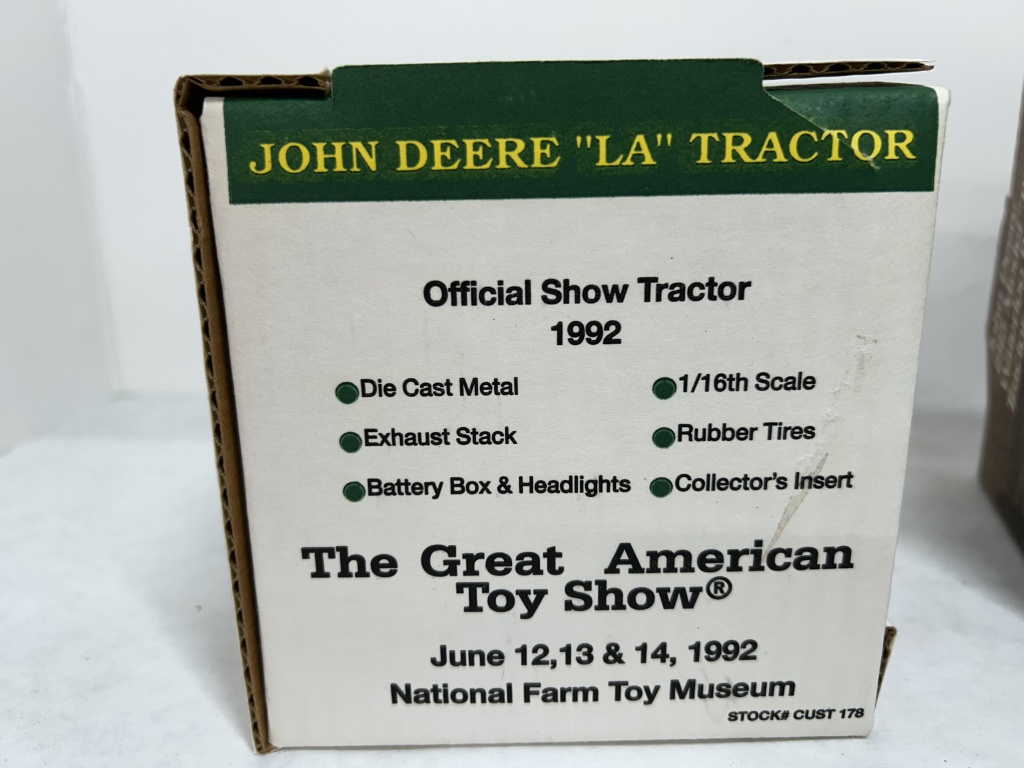 JOHN DEERE "LA" TRACTOR
Official Show Tractor
1992
Die Cast Metal
1/16th Scale
Exhaust Stack
Rubber Tires
Battery Box & Headlights
Collector's Insert
The Great American
Toy Show®
June 12,13 & 14, 1992
National Farm Toy Museum
STOCK# CUST 178